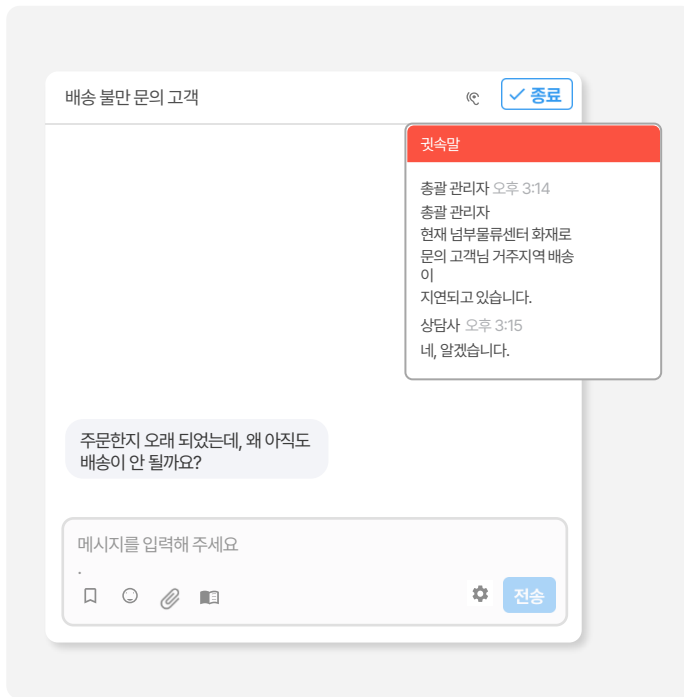 배송 불만 문의 고객
종료
귓속말
총괄 관리자 오후 3:14
총괄 관리자
현재 넘부물류센터 화재로
문의 고객님 거주지역 배송
이
지연되고 있습니다.
상담사 오후 3:15
네, 알겠습니다.
주문한지 오래 되었는데, 왜 아직도
배송이 안 될까요?
메시지를 입력해 주세요
.
전송